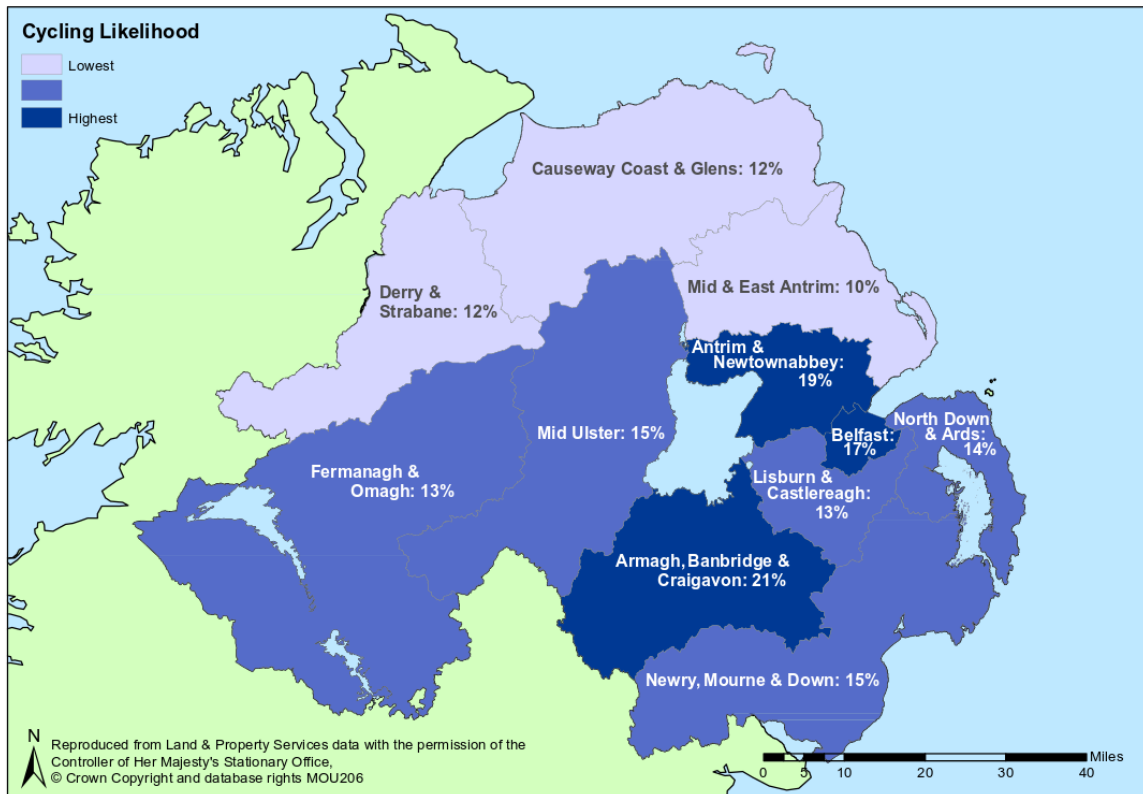 Cycling Likelihood
Lowest
Highest
Causeway Coast & Glens: 12%
Derry &
Strabane: 12%
Mid & East Antrim: 10%
Antrim &
Newtownabbey:
19%
Belfast:
17%
North Down
& Ards:
14%
Mid Ulster: 15%
Fermanagh &
Omagh: 13%
Lisburn &
Castlereagh:
13%
Armagh, Banbridge &
Craigavon: 21%
Newry, Mourne & Down: 15%
N
Reproduced from Land & Property Services data with the permission of the
Controller of Her Majesty's Stationary Office,
© Crown Copyright and database rights MOU206
Miles
0 5 10 20 30 40